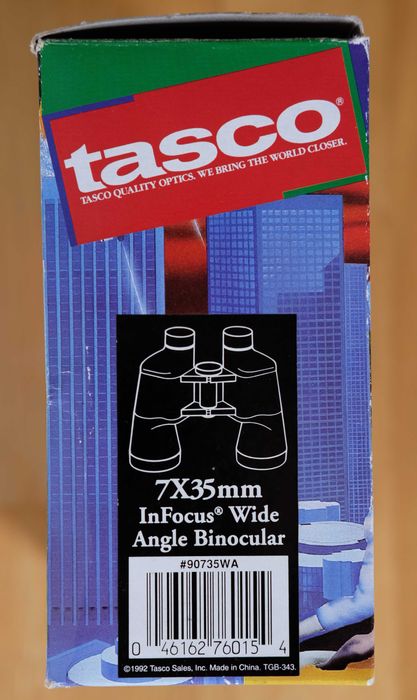 tasco®
TASCO QUALITY OPTICS. WE BRING THE WORLD CLOSER.
7X35mm
InFocus® Wide
Angle Binocular
#90735WA
0 46162 76015 4
©1992 Tasco Sales, Inc. Made in China. TGB-343.